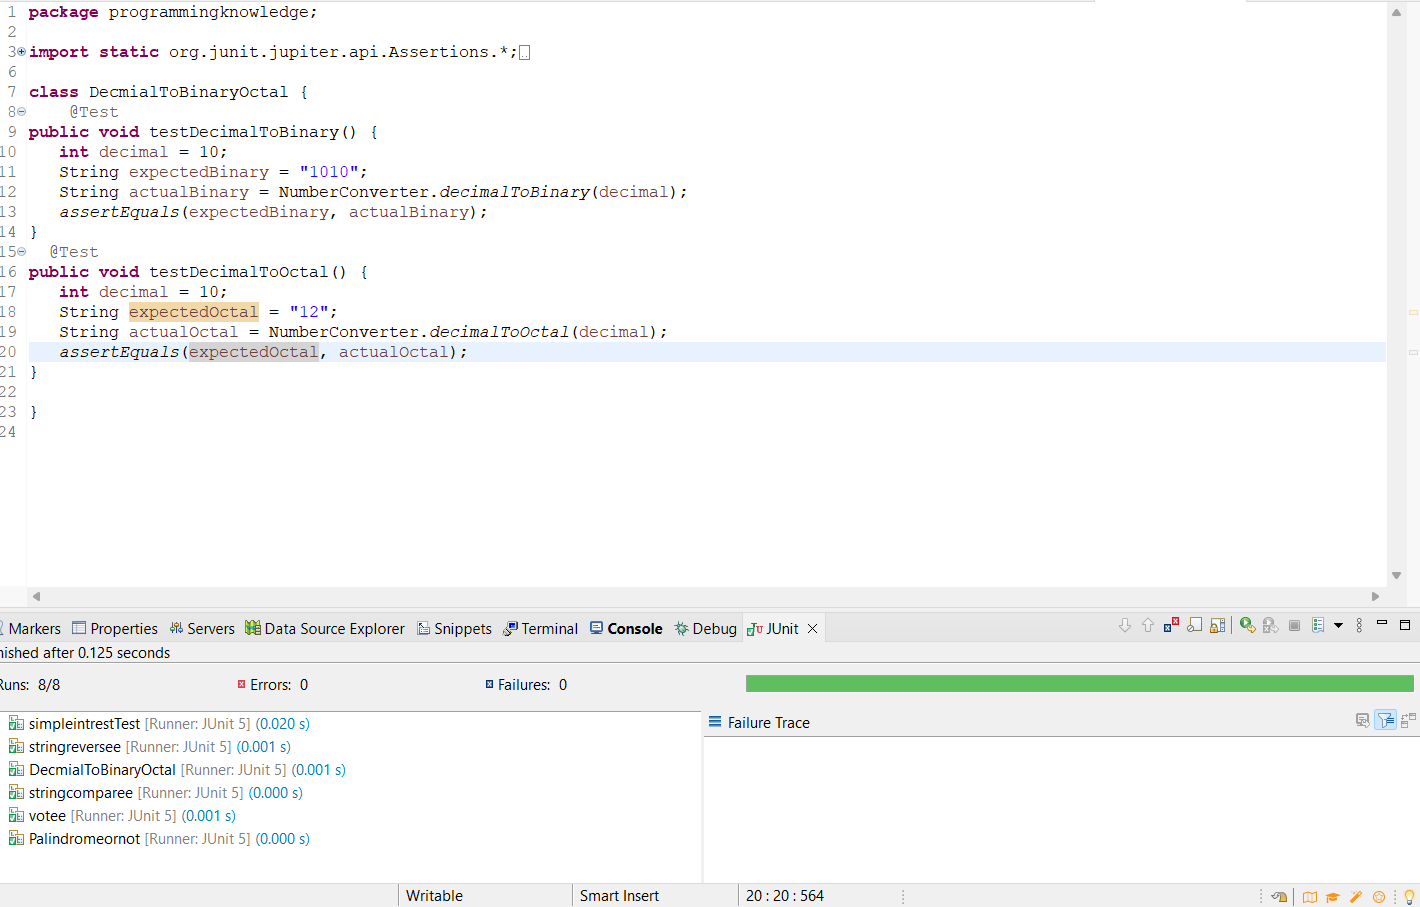 1 package programmingknowledge;
2
3 import static org.junit.jupiter.api.Assertions.*;
6
7 class DecmialToBinaryOctal {
8 @Test
9 public void testDecimalToBinary() {
10 int decimal = 10;
11 String expectedBinary = "1010";
12 String actualBinary = NumberConverter.decimalToBinary(decimal);
13 assertEquals(expectedBinary, actualBinary);
14 }
15 @Test
16 public void testDecimalToOctal() {
17 int decimal = 10;
18 String expectedOctal = "12";
19 String actualOctal = NumberConverter.decimalToOctal(decimal);
20 assertEquals(expectedOctal, actualOctal);
21 }
22
23 }
24
Markers Properties Servers Data Source Explorer Snippets Terminal Console Debug JUnit
nished after 0.125 seconds
Runs: 8/8 Errors: 0 Failures: 0
simpleintrestTest [Runner: JUnit 5] (0.020 s)
stringreversee [Runner: JUnit 5] (0.001 s)
DecmialToBinaryOctal [Runner: JUnit 5] (0.001 s)
stringcomparee [Runner: JUnit 5] (0.000 s)
votee [Runner: JUnit 5] (0.001 s)
Palindromeornot [Runner: JUnit 5] (0.000 s)
Failure Trace
Writable Smart Insert 20 : 20 : 564